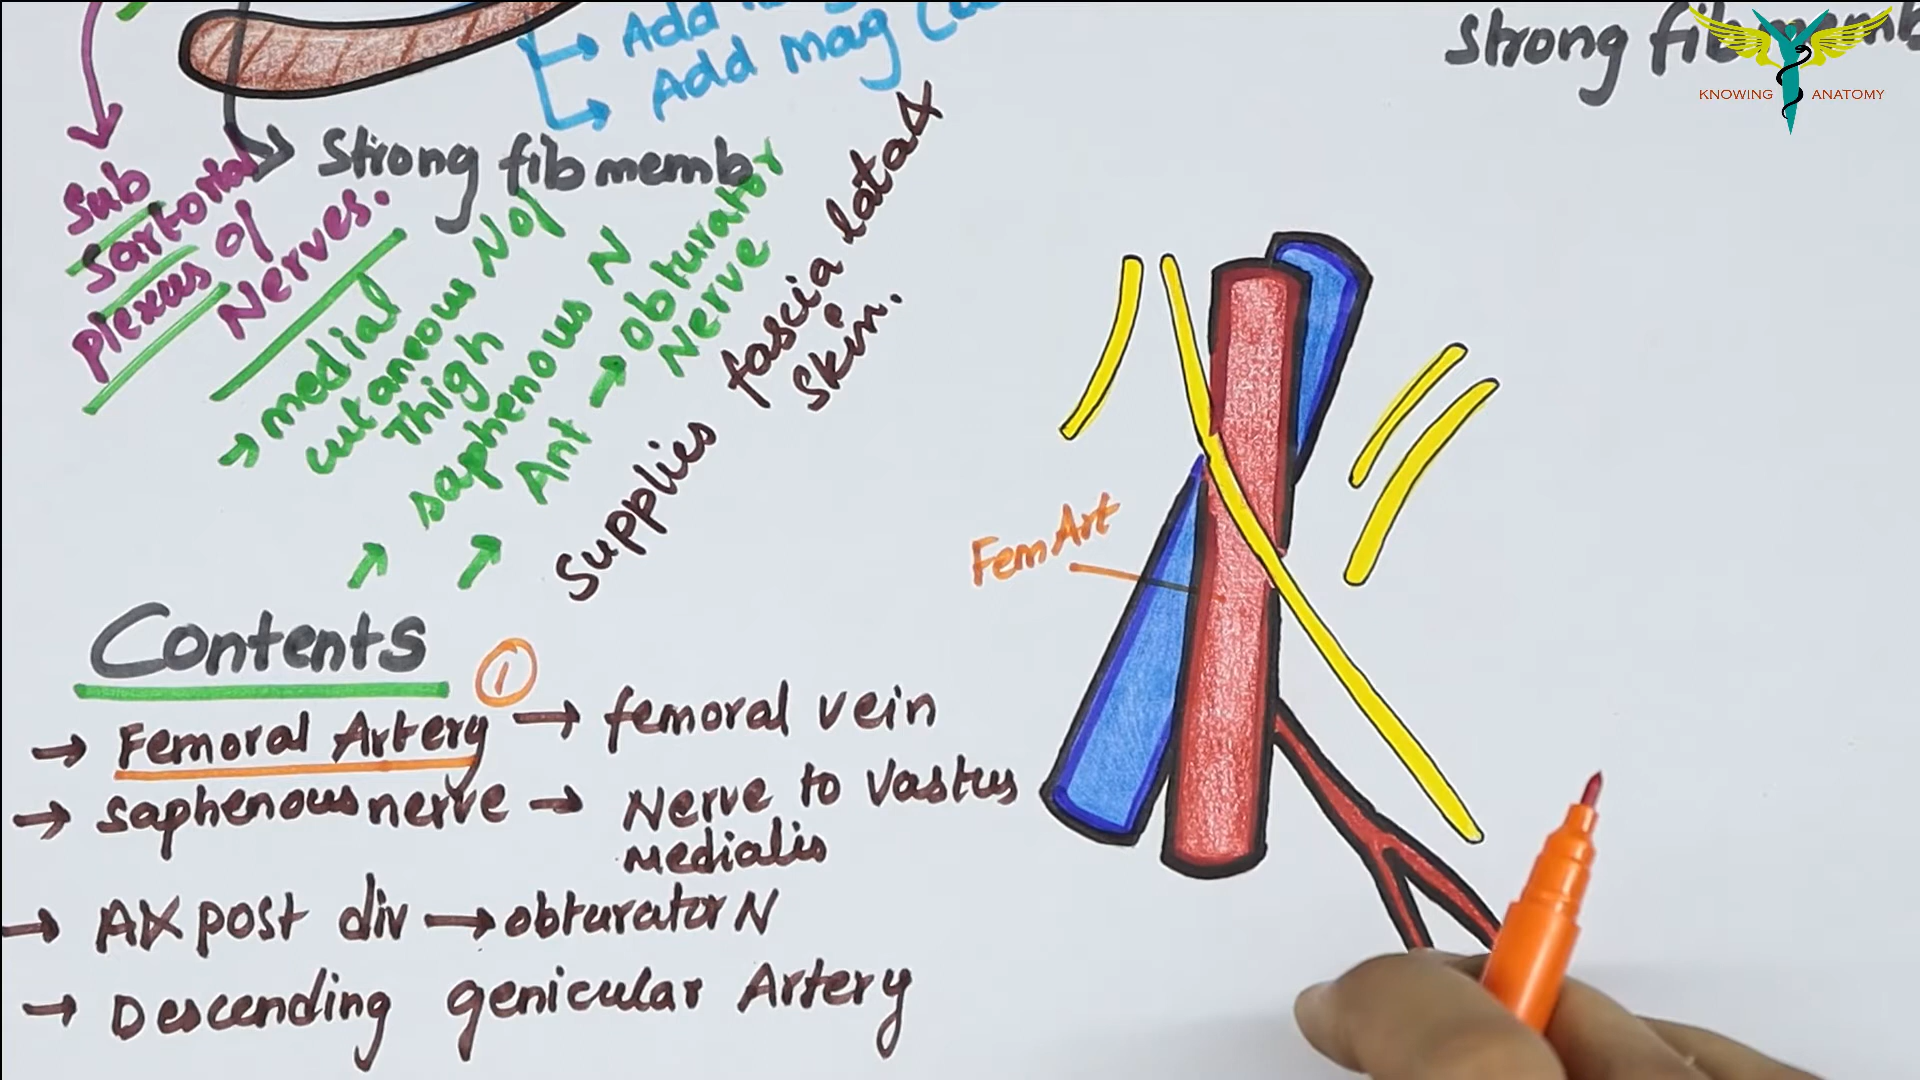 Add
Add mag
Strong fib memb
KNOWING ANATOMY
Strong fib memb
Sub
Sartorial
plexus of
Nerves.
→ medial
cutaneous N of
Thigh
→ saphenous N
→ Ant → obturator
Nerve
Supplies fascia lata &
Skin.
Contents
①
→ Femoral Artery → femoral vein
→ saphenous nerve → Nerve to Vastus
Medialis
→ AX post div → obturator N
→ Descending genicular Artery
Fem Art